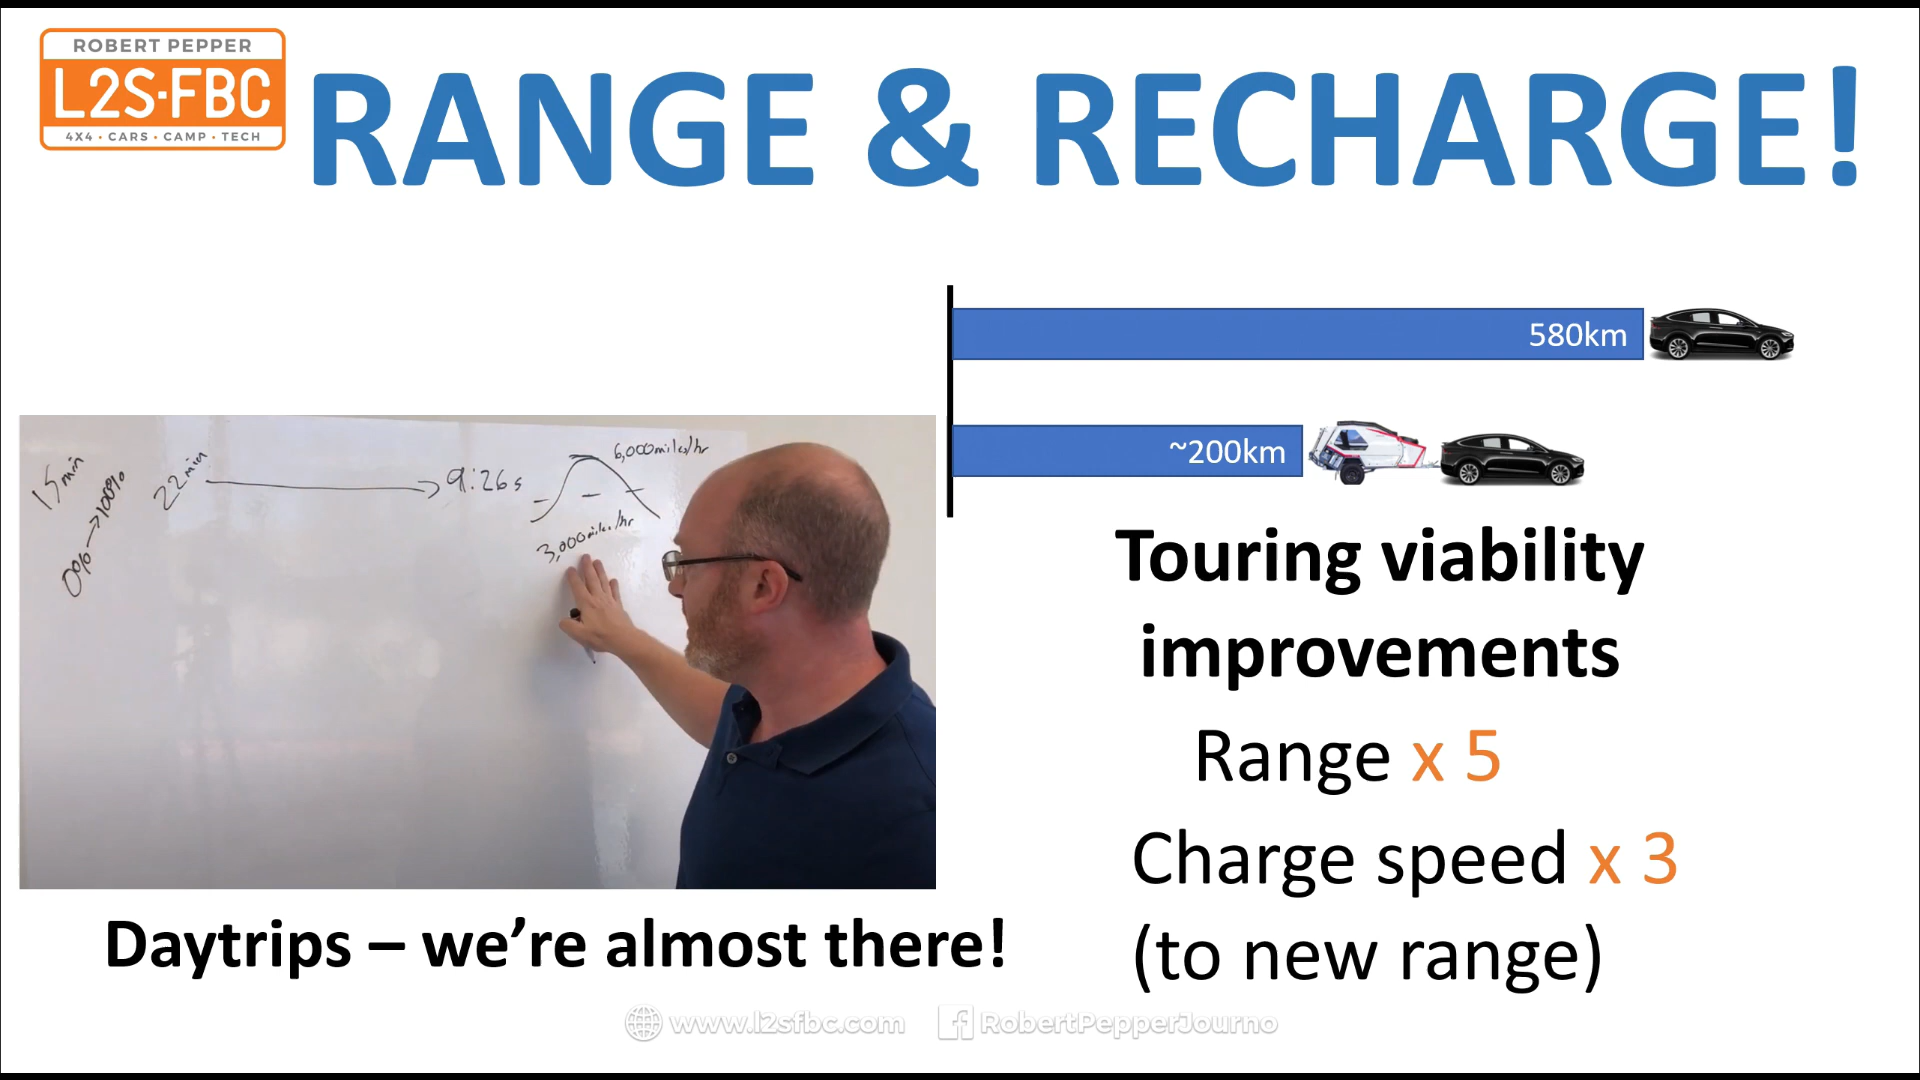 ROBERT PEPPER
L2S·FBC
4X4 · CARS · CAMP · TECH
RANGE & RECHARGE!
580km
~200km
15 min
0% → 100%
22 min → 9:26s
6,000 miles/hr
3,000 miles/hr
Touring viability
improvements
Range x 5
Charge speed x 3
(to new range)
Daytrips – we're almost there!
www.l2sfbc.com
RobertPepperJourno